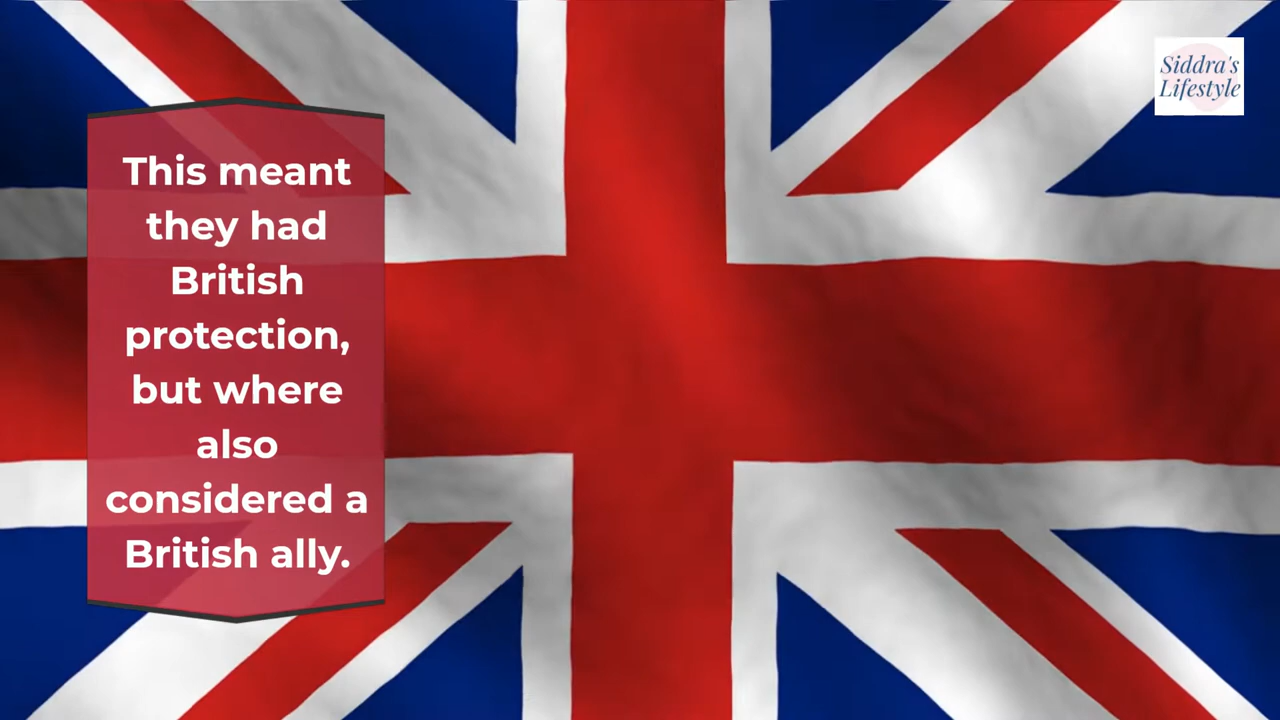 This meant
they had
British
protection,
but where
also
considered a
British ally.
Siddra's
Lifestyle